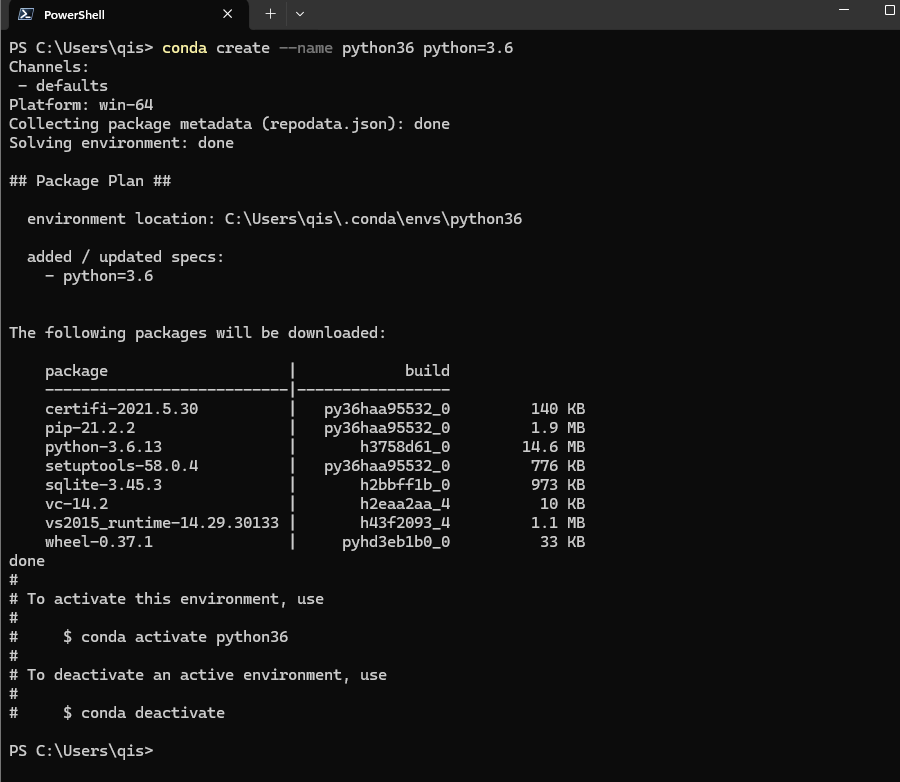 PowerShell
PS C:\Users\qis> conda create --name python36 python=3.6
Channels:
 - defaults
Platform: win-64
Collecting package metadata (repodata.json): done
Solving environment: done

## Package Plan ##

  environment location: C:\Users\qis\.conda\envs\python36

  added / updated specs:
    - python=3.6


The following packages will be downloaded:

    package                    |            build
    ---------------------------|-----------------
    certifi-2021.5.30          |   py36haa95532_0         140 KB
    pip-21.2.2                 |   py36haa95532_0         1.9 MB
    python-3.6.13              |       h3758d61_0        14.6 MB
    setuptools-58.0.4          |   py36haa95532_0         776 KB
    sqlite-3.45.3              |       h2bbff1b_0         973 KB
    vc-14.2                    |       h2eaa2aa_4          10 KB
    vs2015_runtime-14.29.30133 |       h43f2093_4         1.1 MB
    wheel-0.37.1               |     pyhd3eb1b0_0          33 KB
done
#
# To activate this environment, use
#
#     $ conda activate python36
#
# To deactivate an active environment, use
#
#     $ conda deactivate

PS C:\Users\qis>